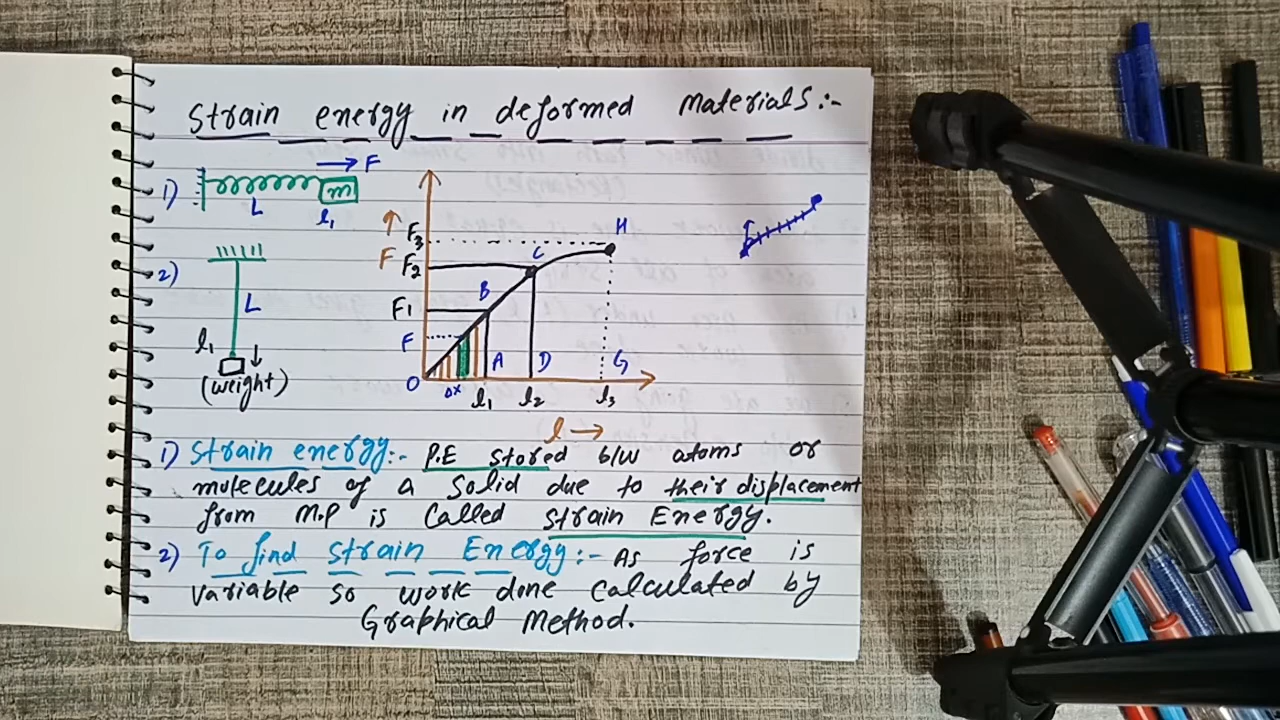 Strain energy in deformed Materials:-
1)
F
m
L
l₁
2)
L
l₁
(weight)
F
F₃
F₂
F₁
F
H
C
B
O
A
D
G
Δx
l₁
l₂
l₃
l
1) Strain energy:- P.E stored b/w atoms or
molecules of a solid due to their displacement
from M.P is called strain Energy.
2) To find strain Energy:- As force is
variable so work done calculated by
Graphical Method.